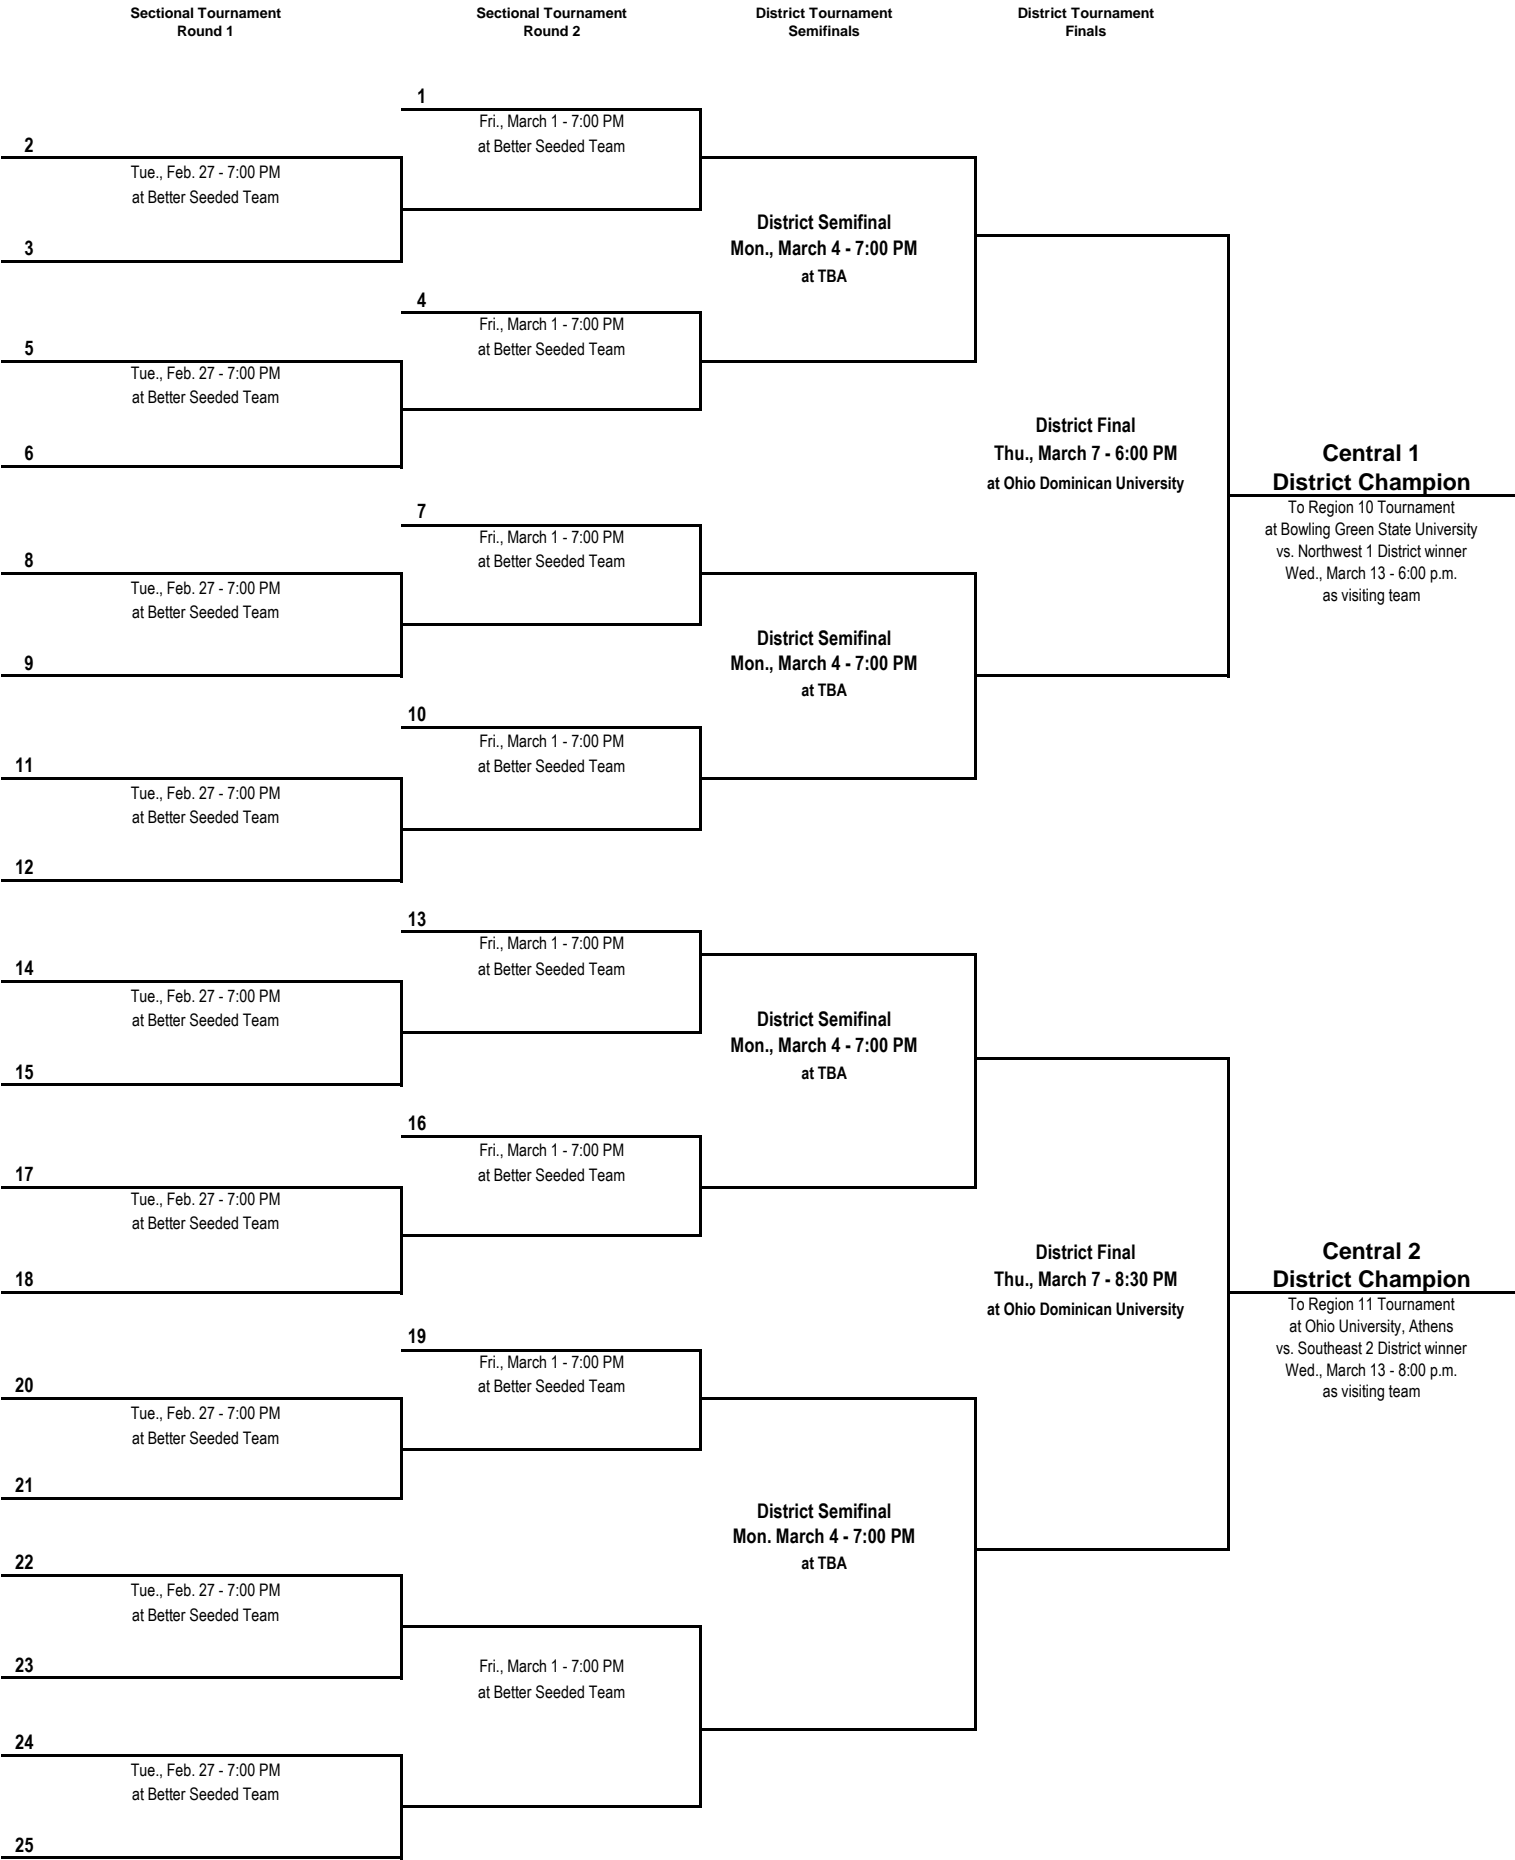 Sectional Tournament
Round 1
Sectional Tournament
Round 2
District Tournament
Semifinals
District Tournament
Finals
1
Fri., March 1 - 7:00 PM
at Better Seeded Team
2
Tue., Feb. 27 - 7:00 PM
at Better Seeded Team
3
District Semifinal
Mon., March 4 - 7:00 PM
at TBA
4
Fri., March 1 - 7:00 PM
at Better Seeded Team
5
Tue., Feb. 27 - 7:00 PM
at Better Seeded Team
6
District Final
Thu., March 7 - 6:00 PM
at Ohio Dominican University
Central 1
District Champion
To Region 10 Tournament
at Bowling Green State University
vs. Northwest 1 District winner
Wed., March 13 - 6:00 p.m.
as visiting team
7
Fri., March 1 - 7:00 PM
at Better Seeded Team
8
Tue., Feb. 27 - 7:00 PM
at Better Seeded Team
9
District Semifinal
Mon., March 4 - 7:00 PM
at TBA
10
Fri., March 1 - 7:00 PM
at Better Seeded Team
11
Tue., Feb. 27 - 7:00 PM
at Better Seeded Team
12
13
Fri., March 1 - 7:00 PM
at Better Seeded Team
14
Tue., Feb. 27 - 7:00 PM
at Better Seeded Team
15
District Semifinal
Mon., March 4 - 7:00 PM
at TBA
16
Fri., March 1 - 7:00 PM
at Better Seeded Team
17
Tue., Feb. 27 - 7:00 PM
at Better Seeded Team
18
District Final
Thu., March 7 - 8:30 PM
at Ohio Dominican University
Central 2
District Champion
To Region 11 Tournament
at Ohio University, Athens
vs. Southeast 2 District winner
Wed., March 13 - 8:00 p.m.
as visiting team
19
Fri., March 1 - 7:00 PM
at Better Seeded Team
20
Tue., Feb. 27 - 7:00 PM
at Better Seeded Team
21
District Semifinal
Mon. March 4 - 7:00 PM
at TBA
22
Tue., Feb. 27 - 7:00 PM
at Better Seeded Team
23
Fri., March 1 - 7:00 PM
at Better Seeded Team
24
Tue., Feb. 27 - 7:00 PM
at Better Seeded Team
25